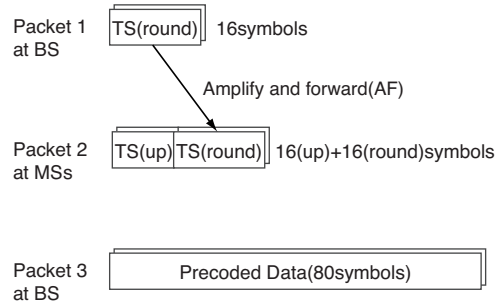 Packet 1
at BS
TS(round)
16symbols
Amplify and forward(AF)
Packet 2
at MSs
TS(up)
TS(round)
16(up)+16(round)symbols
Packet 3
at BS
Precoded Data(80symbols)